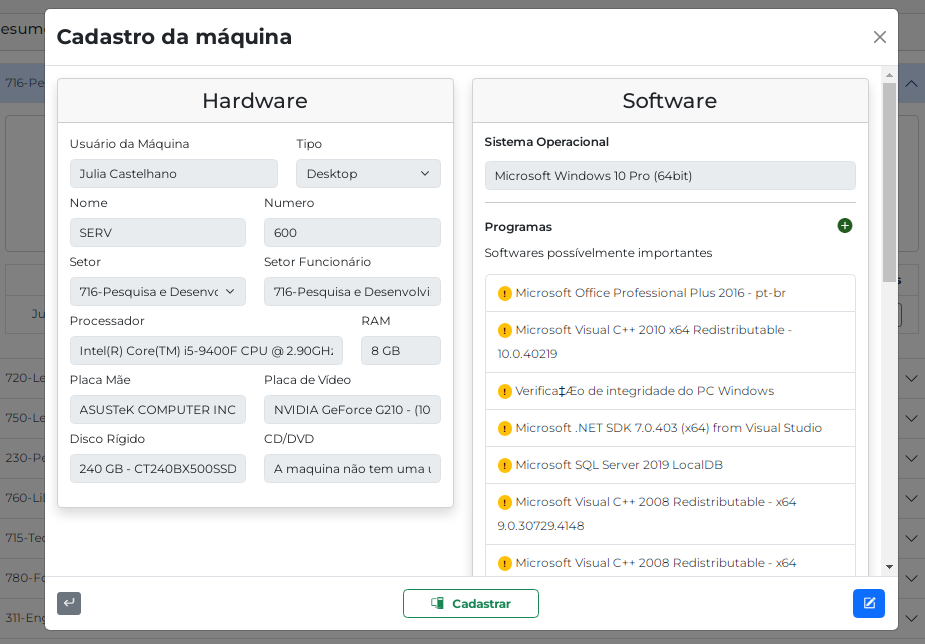 Cadastro da máquina
Hardware
Usuário da Máquina
Tipo
Julia Castelhano
Desktop
Nome
Numero
SERV
600
Setor
Setor Funcionário
716-Pesquisa e Desenvc
716-Pesquisa e Desenvolvi
Processador
RAM
Intel(R) Core(TM) i5-9400F CPU @ 2.90GHz
8 GB
Placa Mãe
Placa de Vídeo
ASUSTeK COMPUTER INC
NVIDIA GeForce G210 - (10
Disco Rígido
CD/DVD
240 GB - CT240BX500SSD
A maquina não tem uma u
Software
Sistema Operacional
Microsoft Windows 10 Pro (64bit)
Programas
Softwares possívelmente importantes
Microsoft Office Professional Plus 2016 - pt-br
Microsoft Visual C++ 2010 x64 Redistributable -
10.0.40219
Verifica‡Æo de integridade do PC Windows
Microsoft .NET SDK 7.0.403 (x64) from Visual Studio
Microsoft SQL Server 2019 LocalDB
Microsoft Visual C++ 2008 Redistributable - x64
9.0.30729.4148
Microsoft Visual C++ 2008 Redistributable - x64
Cadastrar
esum
716-Pe
Ju
s
720-Le
750-Le
230-Pe
760-Lil
715-Tec
780-Fo
311-Eng